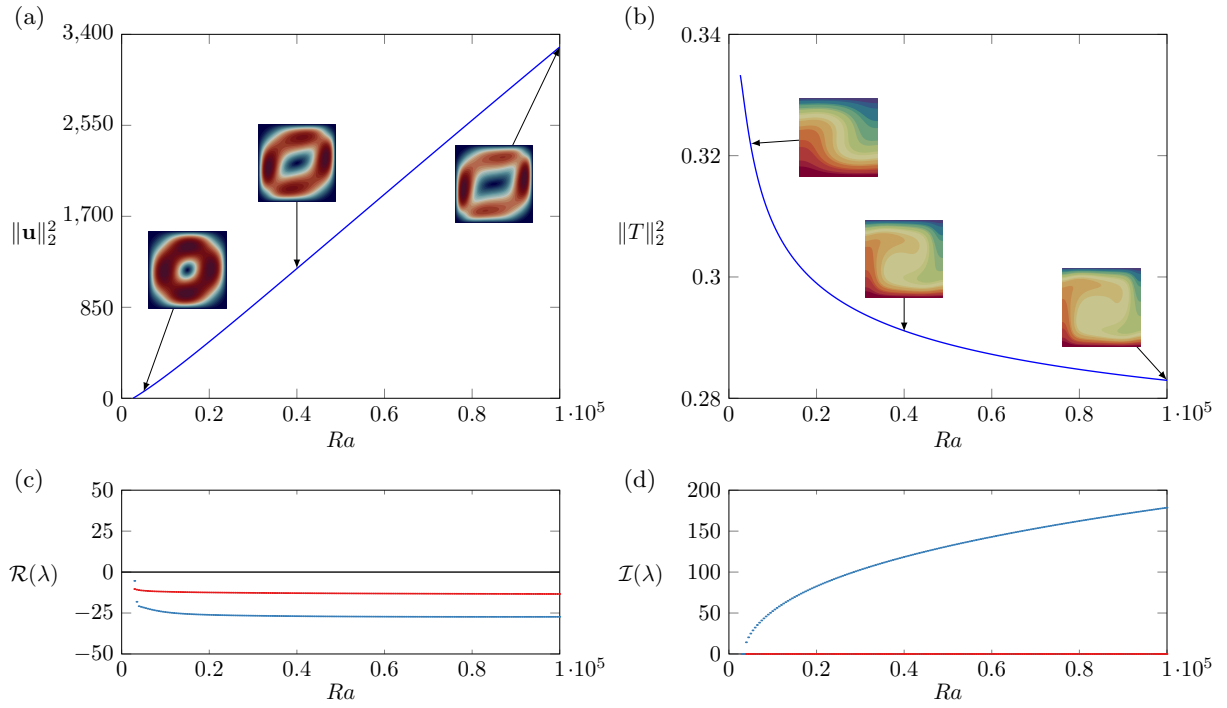 (a)
3,400
2,550
1,700
‖u‖₂²
850
0
0 0.2 0.4 0.6 0.8 1 ·10⁵
Ra
(b)
0.34
0.32
‖T‖₂²
0.3
0.28
0 0.2 0.4 0.6 0.8 1 ·10⁵
Ra
(c)
50
25
0
ℛ(λ)
−25
−50
0 0.2 0.4 0.6 0.8 1 ·10⁵
Ra
(d)
200
150
100
ℐ(λ)
50
0
0 0.2 0.4 0.6 0.8 1 ·10⁵
Ra